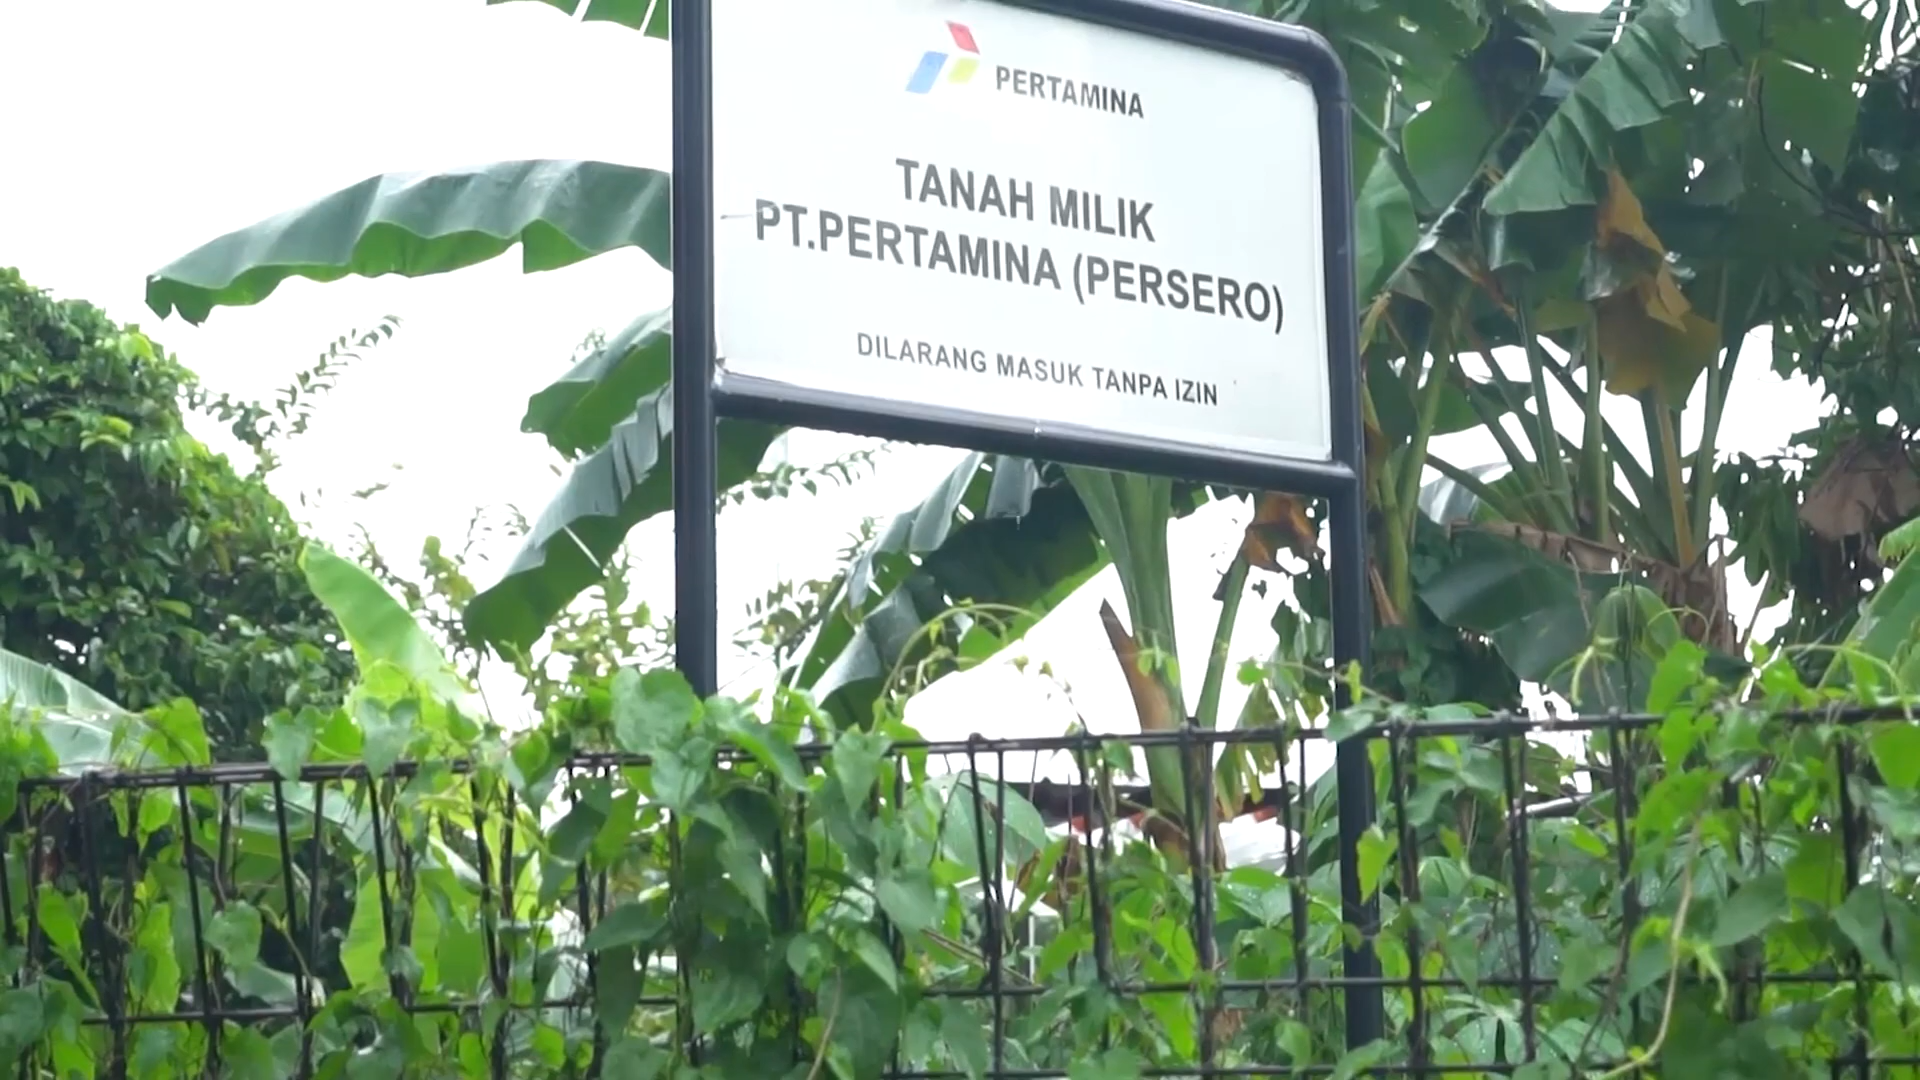 PERTAMINA
TANAH MILIK
PT.PERTAMINA (PERSERO)
DILARANG MASUK TANPA IZIN